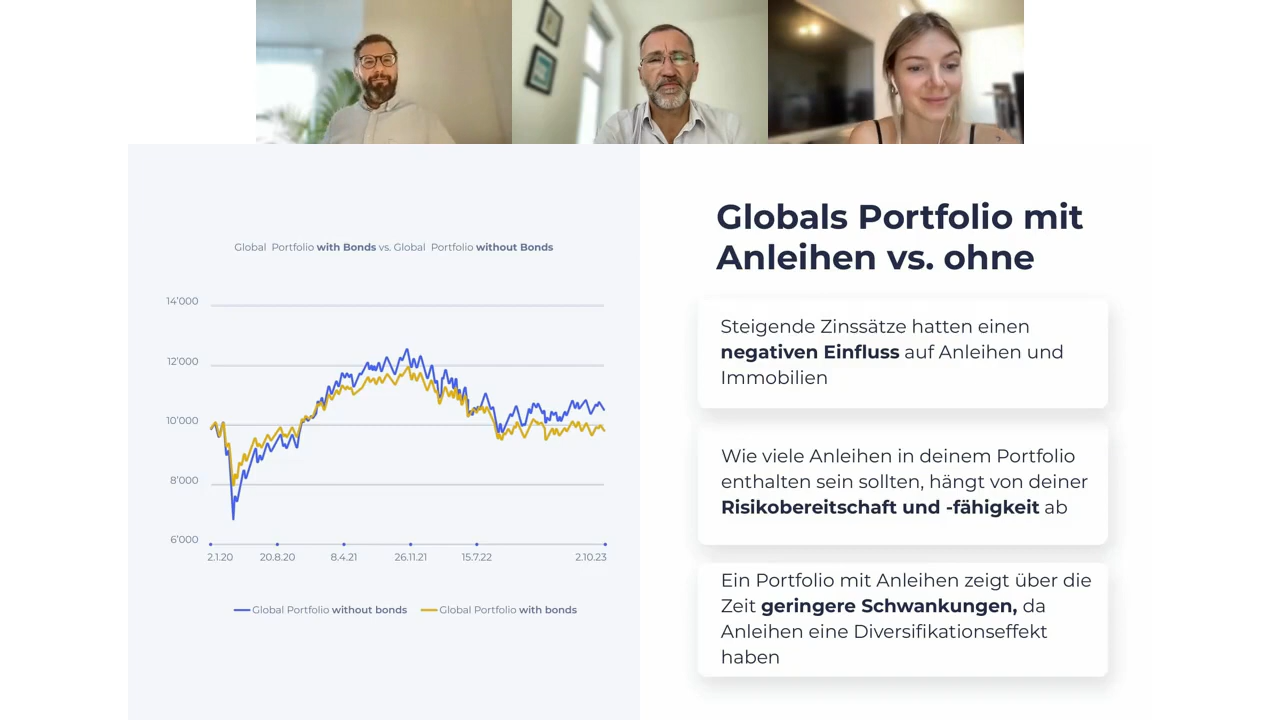 Global Portfolio with Bonds vs. Global Portfolio without Bonds
14'000
12'000
10'000
8'000
6'000
2.1.20 20.8.20 8.4.21 26.11.21 15.7.22 2.10.23
Global Portfolio without bonds Global Portfolio with bonds
Globals Portfolio mit
Anleihen vs. ohne
Steigende Zinssätze hatten einen
negativen Einfluss auf Anleihen und
Immobilien
Wie viele Anleihen in deinem Portfolio
enthalten sein sollten, hängt von deiner
Risikobereitschaft und -fähigkeit ab
Ein Portfolio mit Anleihen zeigt über die
Zeit geringere Schwankungen, da
Anleihen eine Diversifikationseffekt
haben